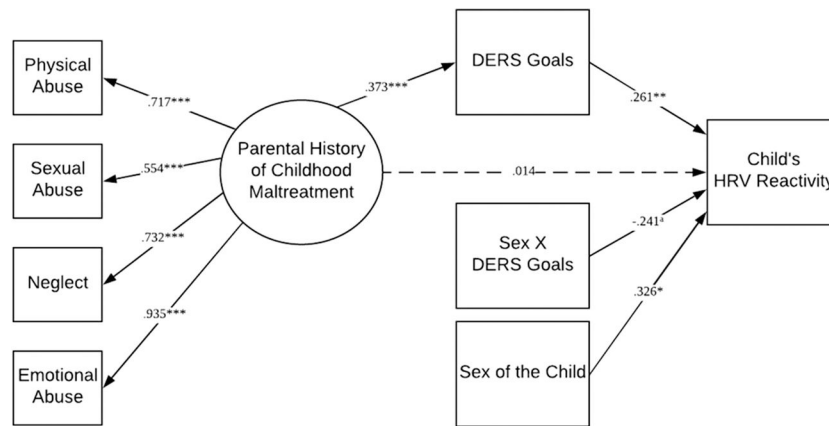 Physical
Abuse
Sexual
Abuse
Neglect
Emotional
Abuse
.717***
.554***
.732***
.935***
Parental History
of Childhood
Maltreatment
.373***
.014
DERS Goals
Sex X
DERS Goals
Sex of the Child
.261**
-.241ª
.326*
Child's
HRV Reactivity